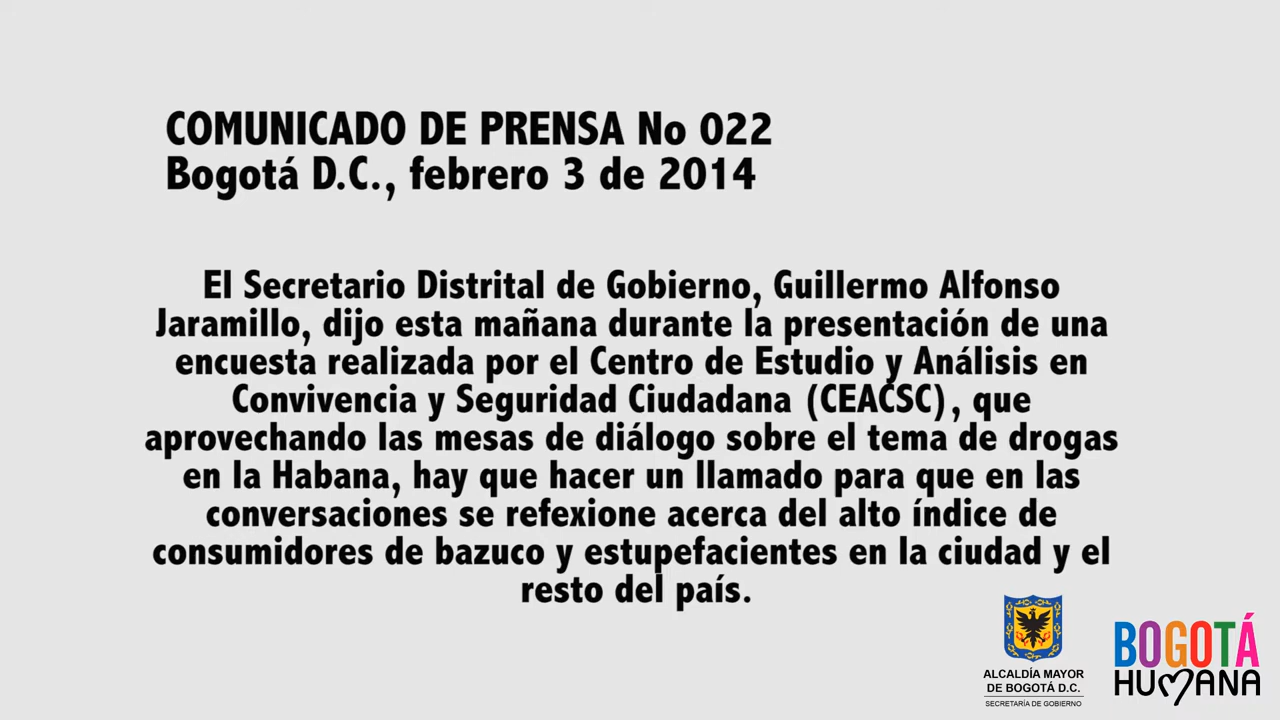 COMUNICADO DE PRENSA No 022
Bogotá D.C., febrero 3 de 2014
El Secretario Distrital de Gobierno, Guillermo Alfonso
Jaramillo, dijo esta mañana durante la presentación de una
encuesta realizada por el Centro de Estudio y Análisis en
Convivencia y Seguridad Ciudadana (CEACSC), que
aprovechando las mesas de diálogo sobre el tema de drogas
en la Habana, hay que hacer un llamado para que en las
conversaciones se refexione acerca del alto índice de
consumidores de bazuco y estupefacientes en la ciudad y el
resto del país.
ALCALDÍA MAYOR
DE BOGOTÁ D.C.
SECRETARÍA DE GOBIERNO
BOGOTÁ
HUMANA